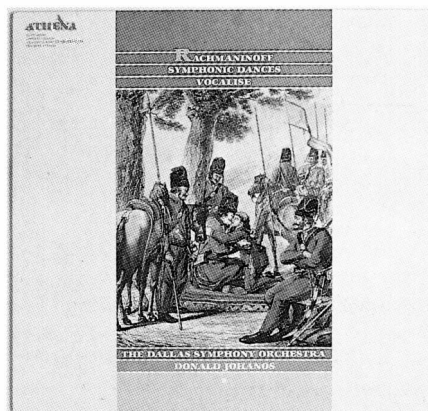 ATHENA
RACHMANINOFF
SYMPHONIC DANCES
VOCALISE
THE DALLAS SYMPHONY ORCHESTRA
DONALD JOHANOS